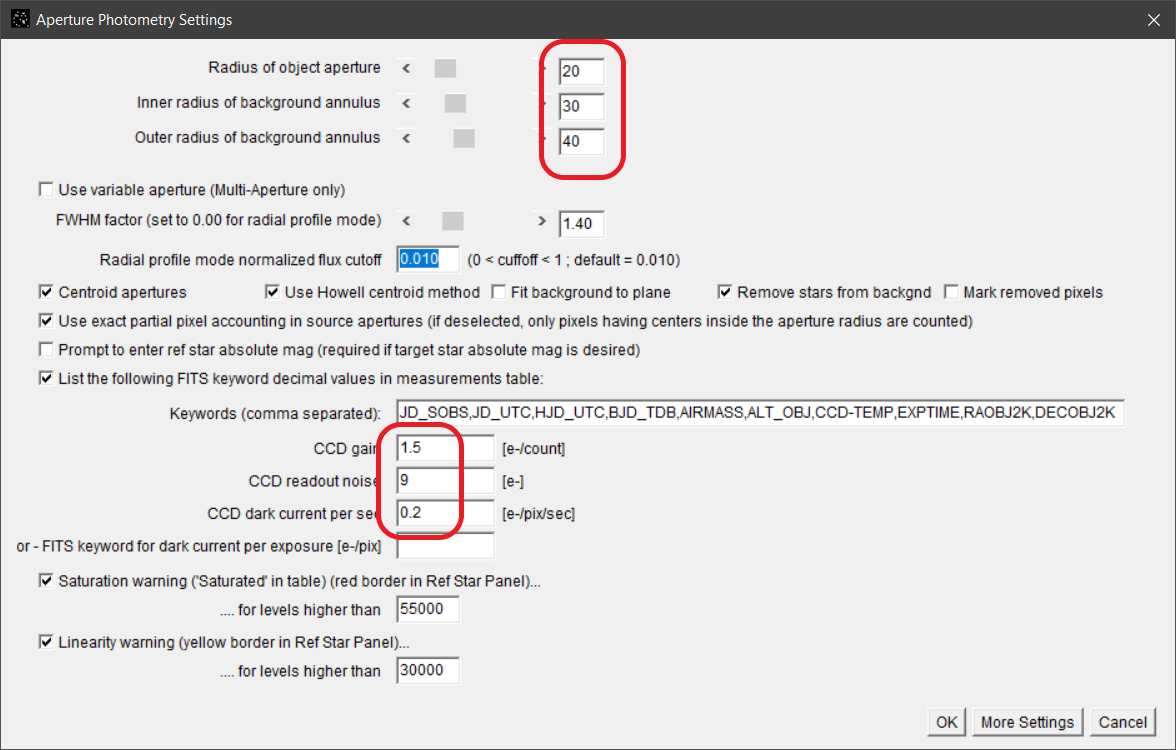 Aperture Photometry Settings
Radius of object aperture 20
Inner radius of background annulus 30
Outer radius of background annulus 40
Use variable aperture (Multi-Aperture only)
FWHM factor (set to 0.00 for radial profile mode) 1.40
Radial profile mode normalized flux cutoff 0.010 (0 < cuffoff < 1 ; default = 0.010)
Centroid apertures Use Howell centroid method Fit background to plane Remove stars from backgnd Mark removed pixels
Use exact partial pixel accounting in source apertures (if deselected, only pixels having centers inside the aperture radius are counted)
Prompt to enter ref star absolute mag (required if target star absolute mag is desired)
List the following FITS keyword decimal values in measurements table:
Keywords (comma separated): JD_SOBS,JD_UTC,HJD_UTC,BJD_TDB,AIRMASS,ALT_OBJ,CCD-TEMP,EXPTIME,RAOBJ2K,DECOBJ2K
CCD gain 1.5 [e-/count]
CCD readout noise 9 [e-]
CCD dark current per sec 0.2 [e-/pix/sec]
or - FITS keyword for dark current per exposure [e-/pix]
Saturation warning ('Saturated' in table) (red border in Ref Star Panel)...
.... for levels higher than 55000
Linearity warning (yellow border in Ref Star Panel)...
.... for levels higher than 30000
OK More Settings Cancel